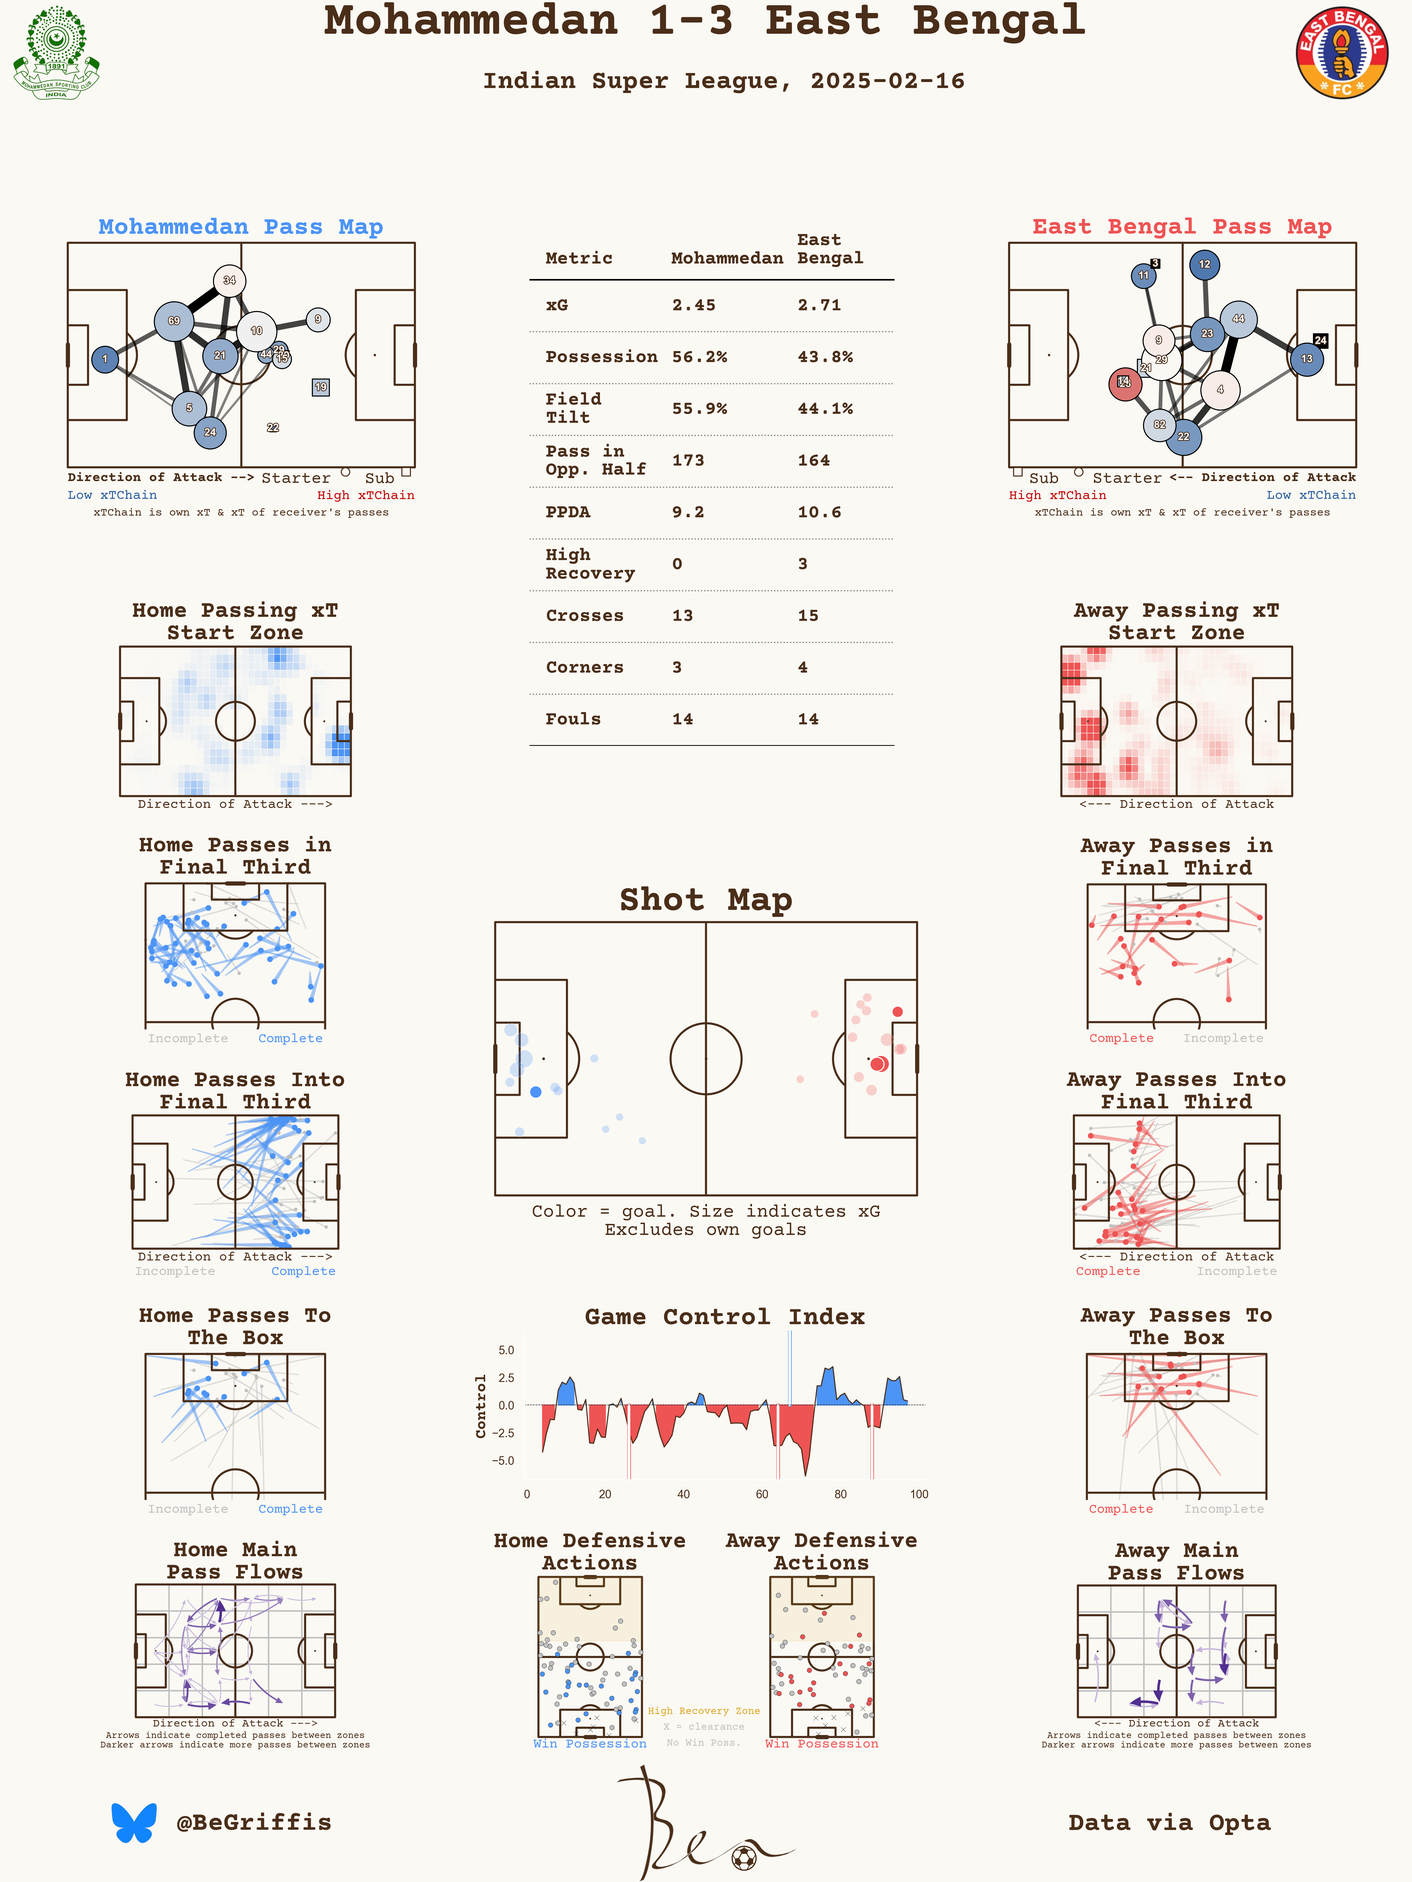 Mohammedan 1-3 East Bengal
Indian Super League, 2025-02-16
1891
MOHAMMEDAN SPORTING CLUB
INDIA
EAST BENGAL
FC
Mohammedan Pass Map
34
69
10
9
1
21
44
29
15
19
5
24
22
Direction of Attack --> Starter Sub
Low xTChain High xTChain
xTChain is own xT & xT of receiver's passes
Metric Mohammedan East Bengal
xG 2.45 2.71
Possession 56.2% 43.8%
Field Tilt 55.9% 44.1%
Pass in Opp. Half 173 164
PPDA 9.2 10.6
High Recovery 0 3
Crosses 13 15
Corners 3 4
Fouls 14 14
East Bengal Pass Map
3
11
12
44
23
9
24
29
13
21
14
4
82
22
Sub Starter <-- Direction of Attack
High xTChain Low xTChain
xTChain is own xT & xT of receiver's passes
Home Passing xT
Start Zone
Direction of Attack --->
Away Passing xT
Start Zone
<--- Direction of Attack
Home Passes in
Final Third
Incomplete Complete
Shot Map
Color = goal. Size indicates xG
Excludes own goals
Away Passes in
Final Third
Complete Incomplete
Home Passes Into
Final Third
Direction of Attack --->
Incomplete Complete
Away Passes Into
Final Third
<--- Direction of Attack
Complete Incomplete
Home Passes To
The Box
Incomplete Complete
Game Control Index
Control
5.0
2.5
0.0
−2.5
−5.0
0 20 40 60 80 100
Away Passes To
The Box
Complete Incomplete
Home Main
Pass Flows
Direction of Attack --->
Arrows indicate completed passes between zones
Darker arrows indicate more passes between zones
Home Defensive
Actions
Win Possession
High Recovery Zone
X = clearance
No Win Poss.
Away Defensive
Actions
Win Possession
Away Main
Pass Flows
<--- Direction of Attack
Arrows indicate completed passes between zones
Darker arrows indicate more passes between zones
@BeGriffis
Ben
Data via Opta